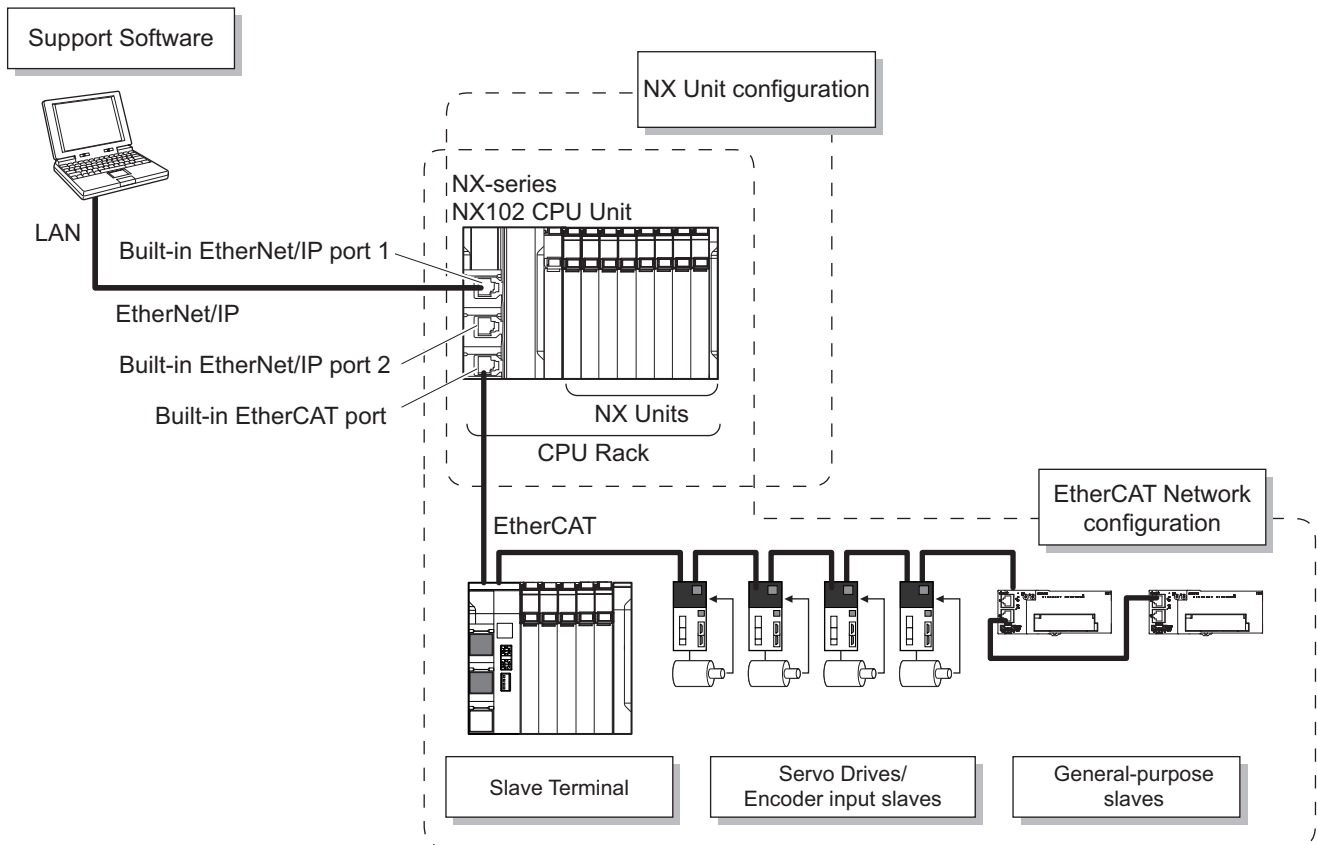 Support Software
NX Unit configuration
NX-series
NX102 CPU Unit
LAN
Built-in EtherNet/IP port 1
EtherNet/IP
Built-in EtherNet/IP port 2
Built-in EtherCAT port
NX Units
CPU Rack
EtherCAT Network
configuration
EtherCAT
Slave Terminal
Servo Drives/
Encoder input slaves
General-purpose
slaves